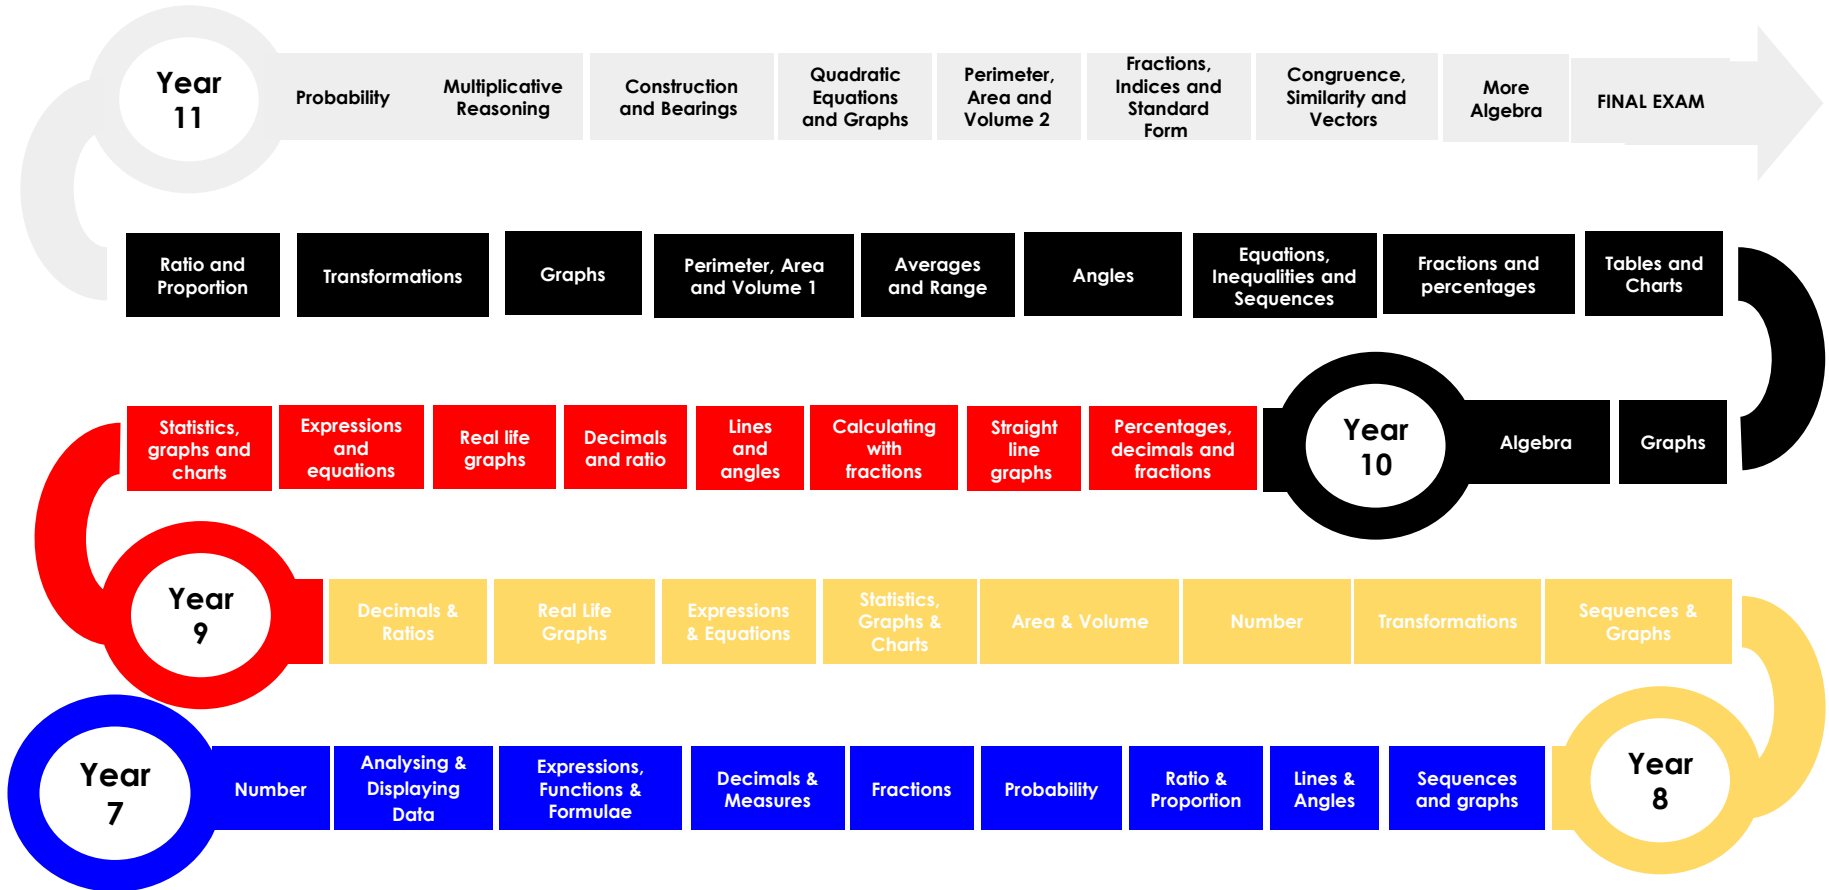 Year
11
Probability
Multiplicative
Reasoning
Construction
and Bearings
Quadratic
Equations
and Graphs
Perimeter,
Area and
Volume 2
Fractions,
Indices and
Standard
Form
Congruence,
Similarity and
Vectors
More
Algebra
FINAL EXAM
Ratio and
Proportion
Transformations
Graphs
Perimeter, Area
and Volume 1
Averages
and Range
Angles
Equations,
Inequalities and
Sequences
Fractions and
percentages
Tables and
Charts
Statistics,
graphs and
charts
Expressions
and
equations
Real life
graphs
Decimals
and ratio
Lines
and
angles
Calculating
with
fractions
Straight
line
graphs
Percentages,
decimals and
fractions
Year
10
Algebra
Graphs
Year
9
Decimals &
Ratios
Real Life
Graphs
Expressions
& Equations
Statistics,
Graphs &
Charts
Area & Volume
Number
Transformations
Sequences &
Graphs
Year
7
Number
Analysing &
Displaying
Data
Expressions,
Functions &
Formulae
Decimals &
Measures
Fractions
Probability
Ratio &
Proportion
Lines &
Angles
Sequences
and graphs
Year
8